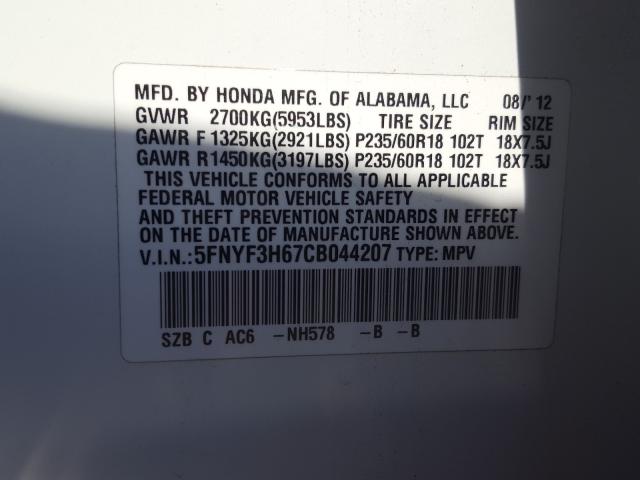 MFD. BY HONDA MFG. OF ALABAMA, LLC 08/'12
GVWR 2700KG(5953LBS) TIRE SIZE RIM SIZE
GAWR F 1325KG(2921LBS) P235/60R18 102T 18X7.5J
GAWR R 1450KG(3197LBS) P235/60R18 102T 18X7.5J
THIS VEHICLE CONFORMS TO ALL APPLICABLE
FEDERAL MOTOR VEHICLE SAFETY
AND THEFT PREVENTION STANDARDS IN EFFECT
ON THE DATE OF MANUFACTURE SHOWN ABOVE.
V.I.N.:5FNYF3H67CB044207 TYPE: MPV
SZB C AC6 -NH578 -B -B